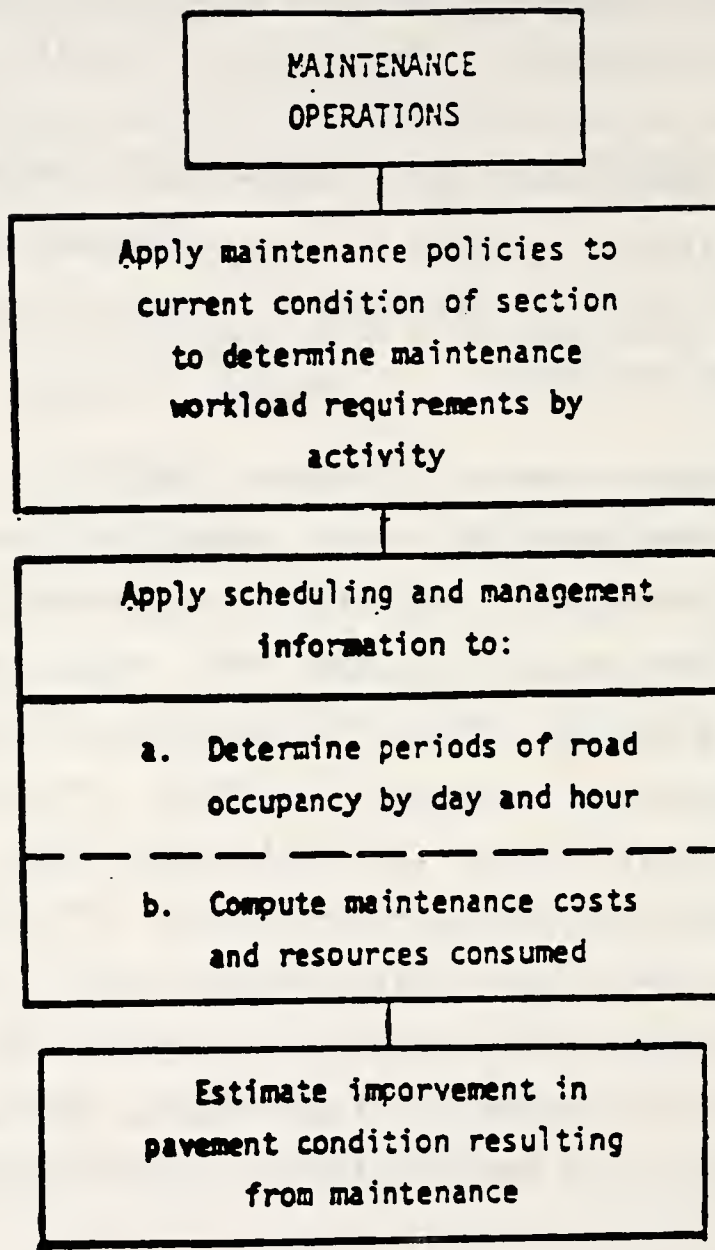 MAINTENANCE
OPERATIONS
Apply maintenance policies to
current condition of section
to determine maintenance
workload requirements by
activity
Apply scheduling and management
information to:
a. Determine periods of road
occupancy by day and hour
b. Compute maintenance costs
and resources consumed
Estimate imporvement in
pavement condition resulting
from maintenance